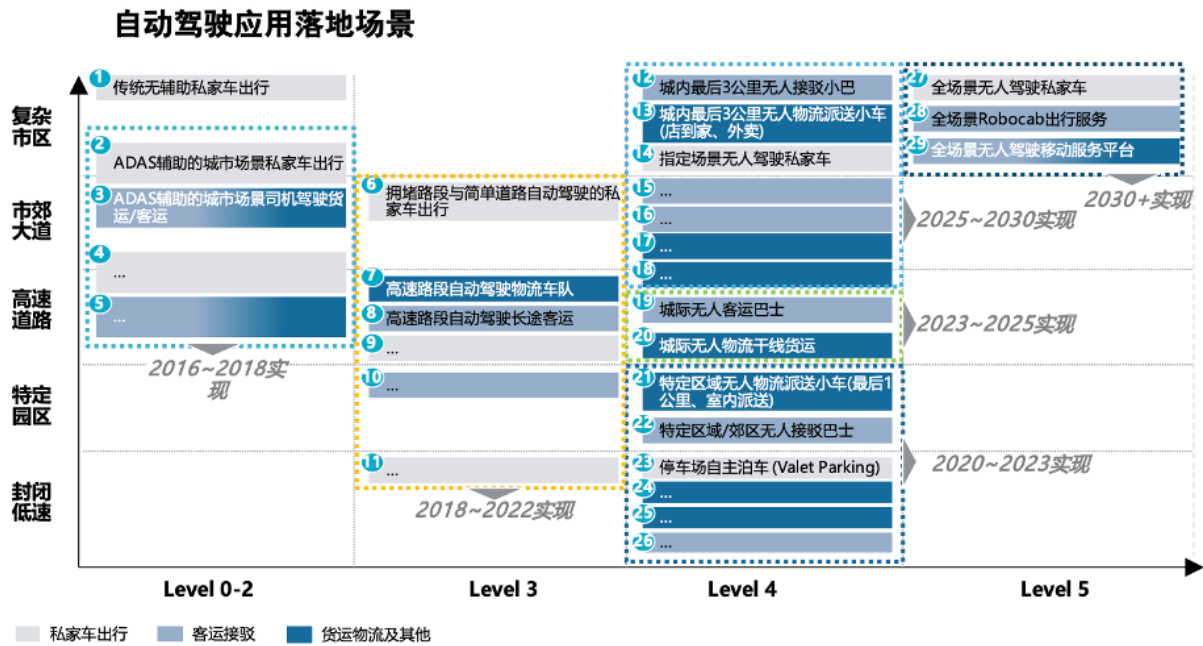 自动驾驶应用落地场景
复杂
市区
市郊
大道
高速
道路
特定
园区
封闭
低速
1
传统无辅助私家车出行
2
ADAS辅助的城市场景私家车出行
3
ADAS辅助的城市场景司机驾驶货
运/客运
4
...
5
...
2016~2018实
现
6
拥堵路段与简单道路自动驾驶的私
家车出行
7
高速路段自动驾驶物流车队
8
高速路段自动驾驶长途客运
9
...
10
...
11
...
2018~2022实现
12
城内最后3公里无人接驳小巴
13
城内最后3公里无人物流派送小车
(店到家、外卖)
14
指定场景无人驾驶私家车
15
...
16
...
17
...
18
...
19
城际无人客运巴士
20
城际无人物流干线货运
21
特定区域无人物流派送小车(最后1
公里、室内派送)
22
特定区域/郊区无人接驳巴士
23
停车场自主泊车 (Valet Parking)
24
...
25
...
26
...
27
全场景无人驾驶私家车
28
全场景Robocab出行服务
29
全场景无人驾驶移动服务平台
2030+实现
2025~2030实现
2023~2025实现
2020~2023实现
Level 0-2
Level 3
Level 4
Level 5
私家车出行
客运接驳
货运物流及其他